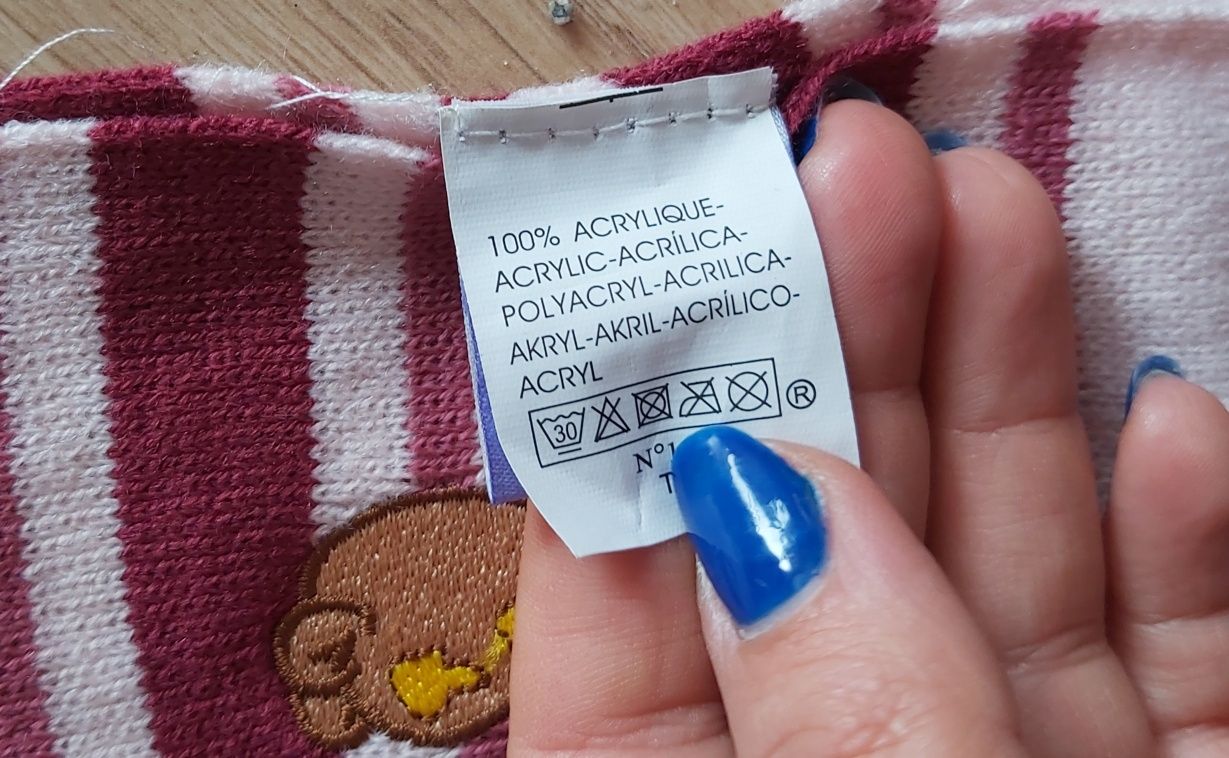 100% ACRYLIQUE-
ACRYLIC-ACRÍLICA-
POLYACRYL-ACRILICA-
AKRYL-AKRIL-ACRÍLICO-
ACRYL
30 ®